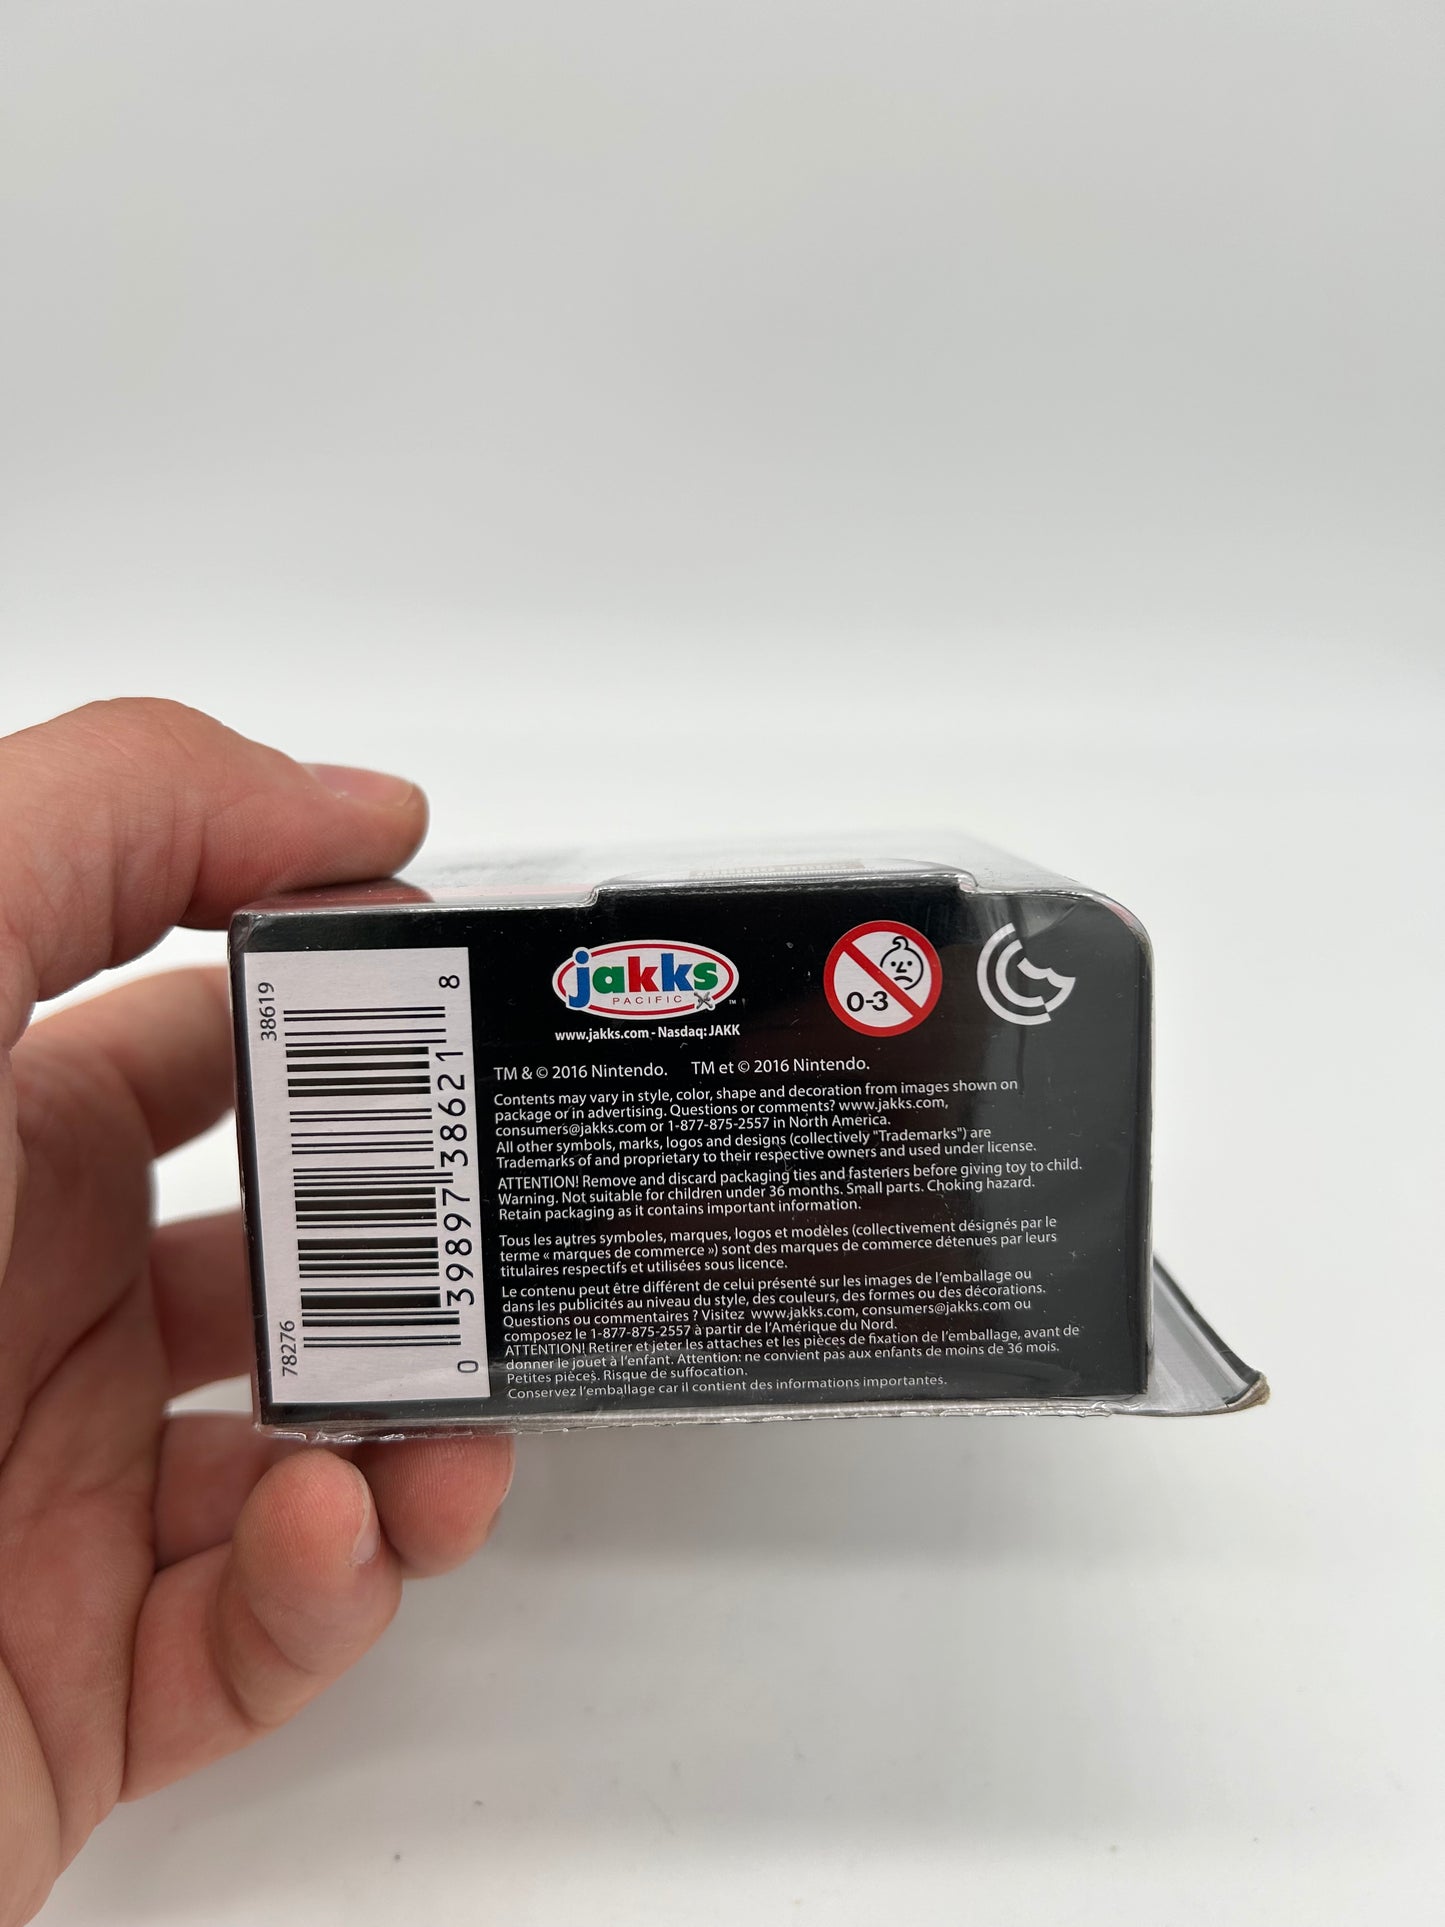 38619
78276
0 39897 38621 8
jakks
PACIFIC ™
www.jakks.com - Nasdaq: JAKK
0-3
TM & © 2016 Nintendo. TM et © 2016 Nintendo.
Contents may vary in style, color, shape and decoration from images shown on
package or in advertising. Questions or comments? www.jakks.com,
consumers@jakks.com or 1-877-875-2557 in North America.
All other symbols, marks, logos and designs (collectively "Trademarks") are
Trademarks of and proprietary to their respective owners and used under license.
ATTENTION! Remove and discard packaging ties and fasteners before giving toy to child.
Warning. Not suitable for children under 36 months. Small parts. Choking hazard.
Retain packaging as it contains important information.
Tous les autres symboles, marques, logos et modèles (collectivement désignés par le
terme « marques de commerce ») sont des marques de commerce détenues par leurs
titulaires respectifs et utilisées sous licence.
Le contenu peut être différent de celui présenté sur les images de l'emballage ou
dans les publicités au niveau du style, des couleurs, des formes ou des décorations.
Questions ou commentaires ? Visitez www.jakks.com, consumers@jakks.com ou
composez le 1-877-875-2557 à partir de l'Amérique du Nord.
ATTENTION! Retirer et jeter les attaches et les pièces de fixation de l'emballage, avant de
donner le jouet à l'enfant. Attention: ne convient pas aux enfants de moins de 36 mois.
Petites pièces. Risque de suffocation.
Conservez l'emballage car il contient des informations importantes.